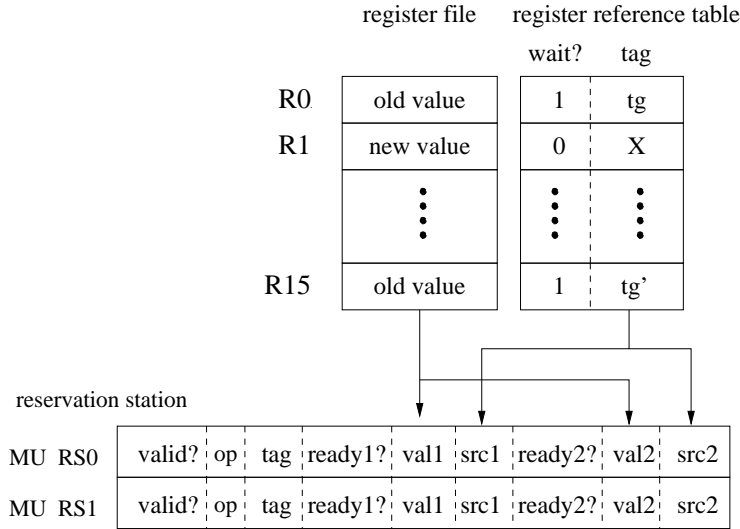 register file register reference table
wait? tag
R0 old value 1 tg
R1 new value 0 X
R15 old value 1 tg’
reservation station
MU RS0 valid? op tag ready1? val1 src1 ready2? val2 src2
MU RS1 valid? op tag ready1? val1 src1 ready2? val2 src2